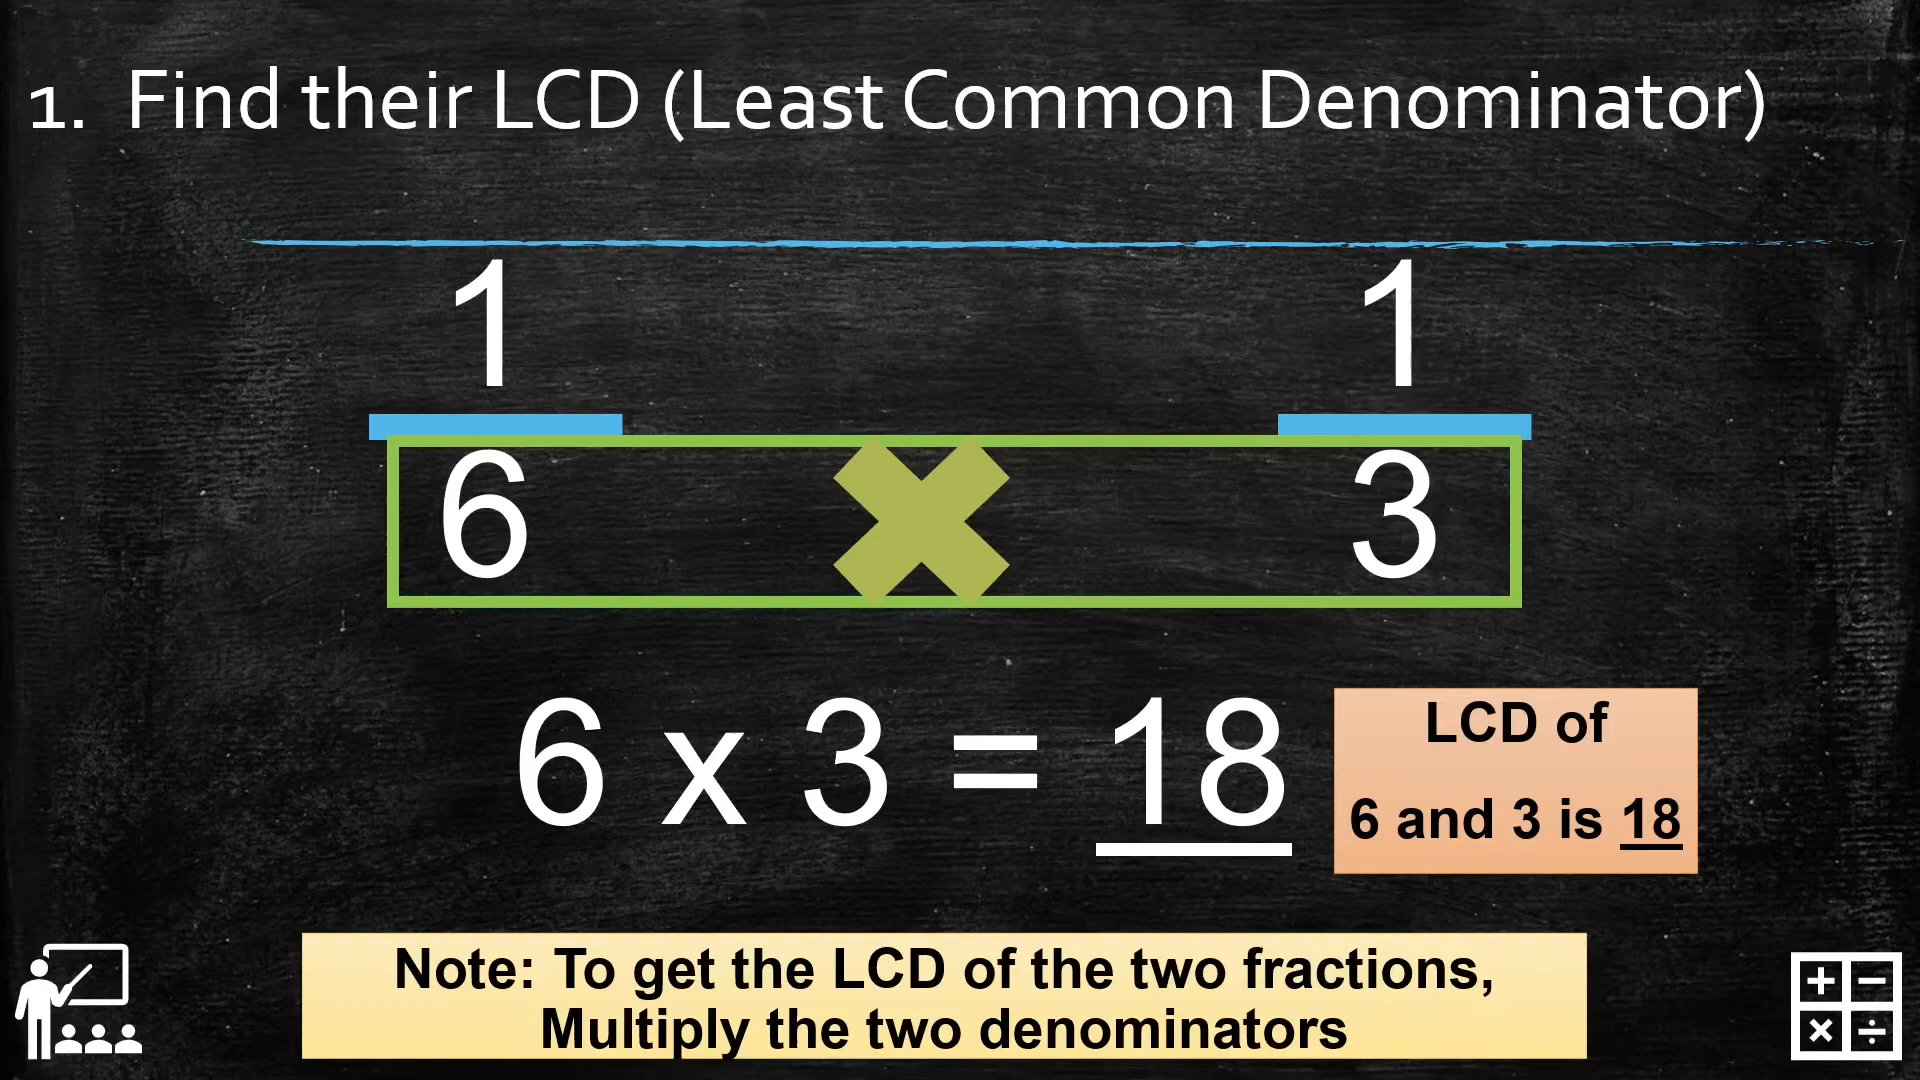 1. Find their LCD (Least Common Denominator)
1 1
6 3
6 x 3 = 18
LCD of
6 and 3 is 18
Note: To get the LCD of the two fractions,
Multiply the two denominators